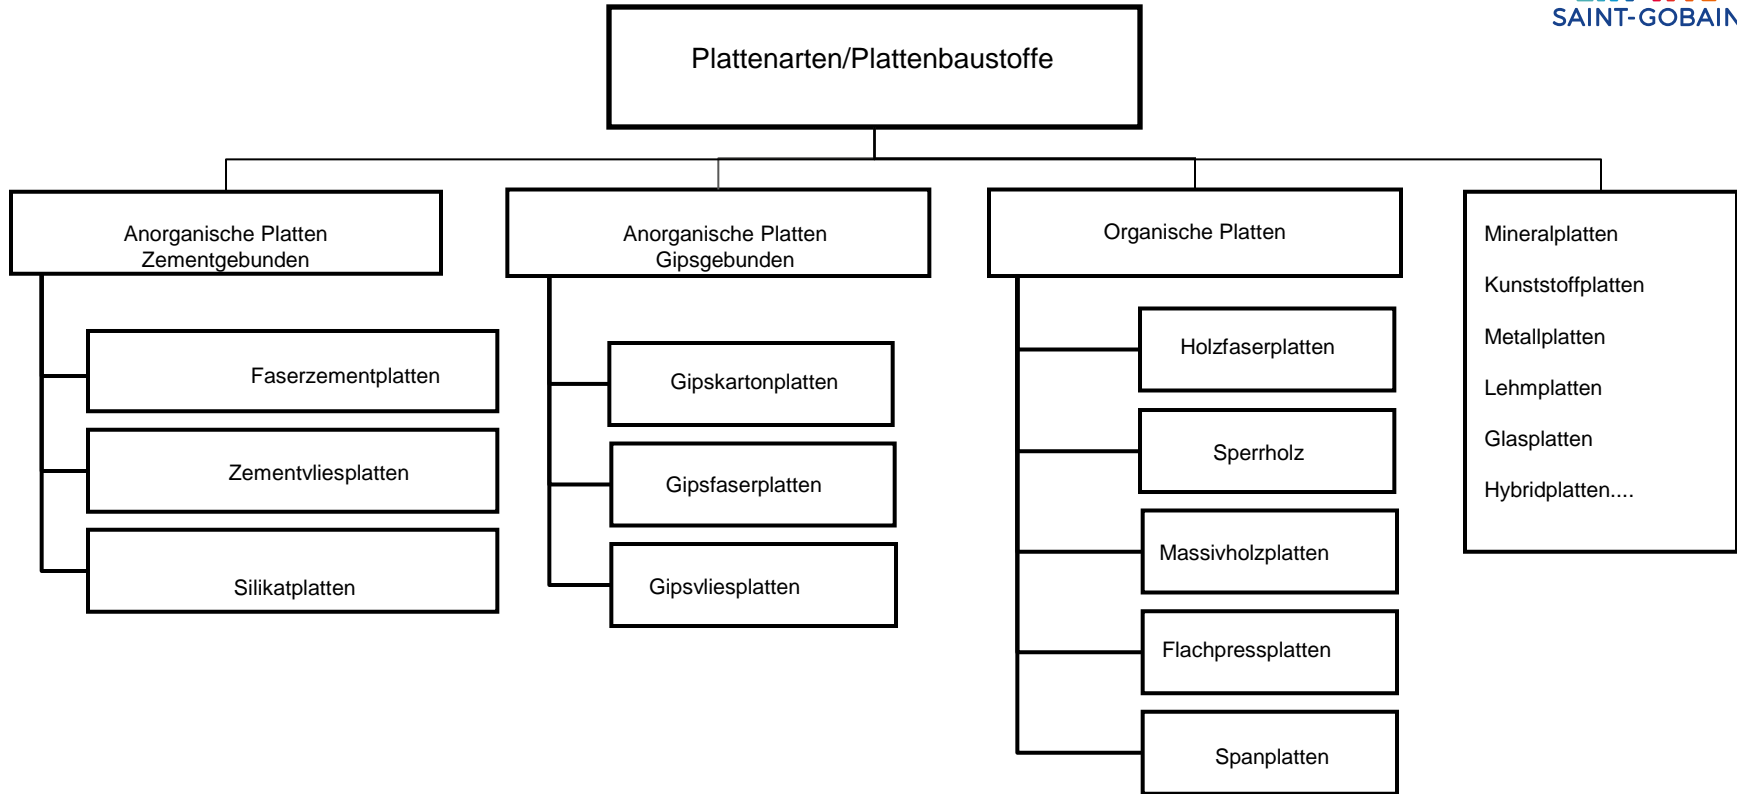 SAINT-GOBAIN
Plattenarten/Plattenbaustoffe
Anorganische Platten
Zementgebunden
Faserzementplatten
Zementvliesplatten
Silikatplatten
Anorganische Platten
Gipsgebunden
Gipskartonplatten
Gipsfaserplatten
Gipsvliesplatten
Organische Platten
Holzfaserplatten
Sperrholz
Massivholzplatten
Flachpressplatten
Spanplatten
Mineralplatten
Kunststoffplatten
Metallplatten
Lehmplatten
Glasplatten
Hybridplatten....